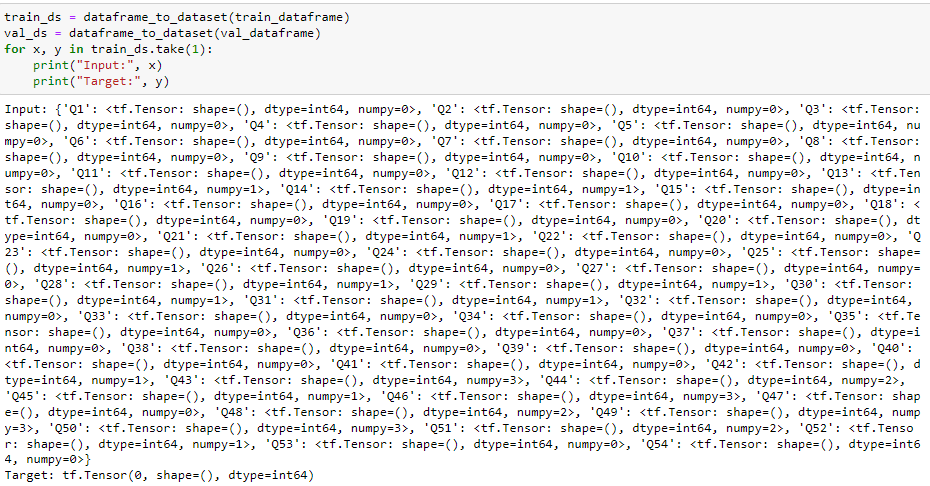 train_ds = dataframe_to_dataset(train_dataframe)
val_ds = dataframe_to_dataset(val_dataframe)
for x, y in train_ds.take(1):
    print("Input:", x)
    print("Target:", y)
Input: {'Q1': <tf.Tensor: shape=(), dtype=int64, numpy=0>, 'Q2': <tf.Tensor: shape=(), dtype=int64, numpy=0>, 'Q3': <tf.Tensor:
shape=(), dtype=int64, numpy=0>, 'Q4': <tf.Tensor: shape=(), dtype=int64, numpy=0>, 'Q5': <tf.Tensor: shape=(), dtype=int64, nu
mpy=0>, 'Q6': <tf.Tensor: shape=(), dtype=int64, numpy=0>, 'Q7': <tf.Tensor: shape=(), dtype=int64, numpy=0>, 'Q8': <tf.Tensor:
shape=(), dtype=int64, numpy=0>, 'Q9': <tf.Tensor: shape=(), dtype=int64, numpy=0>, 'Q10': <tf.Tensor: shape=(), dtype=int64, n
umpy=0>, 'Q11': <tf.Tensor: shape=(), dtype=int64, numpy=0>, 'Q12': <tf.Tensor: shape=(), dtype=int64, numpy=0>, 'Q13': <tf.Ten
sor: shape=(), dtype=int64, numpy=1>, 'Q14': <tf.Tensor: shape=(), dtype=int64, numpy=1>, 'Q15': <tf.Tensor: shape=(), dtype=in
t64, numpy=0>, 'Q16': <tf.Tensor: shape=(), dtype=int64, numpy=0>, 'Q17': <tf.Tensor: shape=(), dtype=int64, numpy=0>, 'Q18': <
tf.Tensor: shape=(), dtype=int64, numpy=0>, 'Q19': <tf.Tensor: shape=(), dtype=int64, numpy=0>, 'Q20': <tf.Tensor: shape=(), dt
ype=int64, numpy=0>, 'Q21': <tf.Tensor: shape=(), dtype=int64, numpy=1>, 'Q22': <tf.Tensor: shape=(), dtype=int64, numpy=0>, 'Q
23': <tf.Tensor: shape=(), dtype=int64, numpy=0>, 'Q24': <tf.Tensor: shape=(), dtype=int64, numpy=0>, 'Q25': <tf.Tensor: shape=
(), dtype=int64, numpy=1>, 'Q26': <tf.Tensor: shape=(), dtype=int64, numpy=0>, 'Q27': <tf.Tensor: shape=(), dtype=int64, numpy=
0>, 'Q28': <tf.Tensor: shape=(), dtype=int64, numpy=1>, 'Q29': <tf.Tensor: shape=(), dtype=int64, numpy=1>, 'Q30': <tf.Tensor:
shape=(), dtype=int64, numpy=1>, 'Q31': <tf.Tensor: shape=(), dtype=int64, numpy=1>, 'Q32': <tf.Tensor: shape=(), dtype=int64,
numpy=0>, 'Q33': <tf.Tensor: shape=(), dtype=int64, numpy=0>, 'Q34': <tf.Tensor: shape=(), dtype=int64, numpy=0>, 'Q35': <tf.Te
nsor: shape=(), dtype=int64, numpy=0>, 'Q36': <tf.Tensor: shape=(), dtype=int64, numpy=0>, 'Q37': <tf.Tensor: shape=(), dtype=i
nt64, numpy=0>, 'Q38': <tf.Tensor: shape=(), dtype=int64, numpy=0>, 'Q39': <tf.Tensor: shape=(), dtype=int64, numpy=0>, 'Q40':
<tf.Tensor: shape=(), dtype=int64, numpy=0>, 'Q41': <tf.Tensor: shape=(), dtype=int64, numpy=0>, 'Q42': <tf.Tensor: shape=(), d
type=int64, numpy=1>, 'Q43': <tf.Tensor: shape=(), dtype=int64, numpy=3>, 'Q44': <tf.Tensor: shape=(), dtype=int64, numpy=2>,
'Q45': <tf.Tensor: shape=(), dtype=int64, numpy=1>, 'Q46': <tf.Tensor: shape=(), dtype=int64, numpy=3>, 'Q47': <tf.Tensor: shap
e=(), dtype=int64, numpy=0>, 'Q48': <tf.Tensor: shape=(), dtype=int64, numpy=2>, 'Q49': <tf.Tensor: shape=(), dtype=int64, nump
y=3>, 'Q50': <tf.Tensor: shape=(), dtype=int64, numpy=3>, 'Q51': <tf.Tensor: shape=(), dtype=int64, numpy=2>, 'Q52': <tf.Tenso
r: shape=(), dtype=int64, numpy=1>, 'Q53': <tf.Tensor: shape=(), dtype=int64, numpy=0>, 'Q54': <tf.Tensor: shape=(), dtype=int6
4, numpy=0>}
Target: tf.Tensor(0, shape=(), dtype=int64)